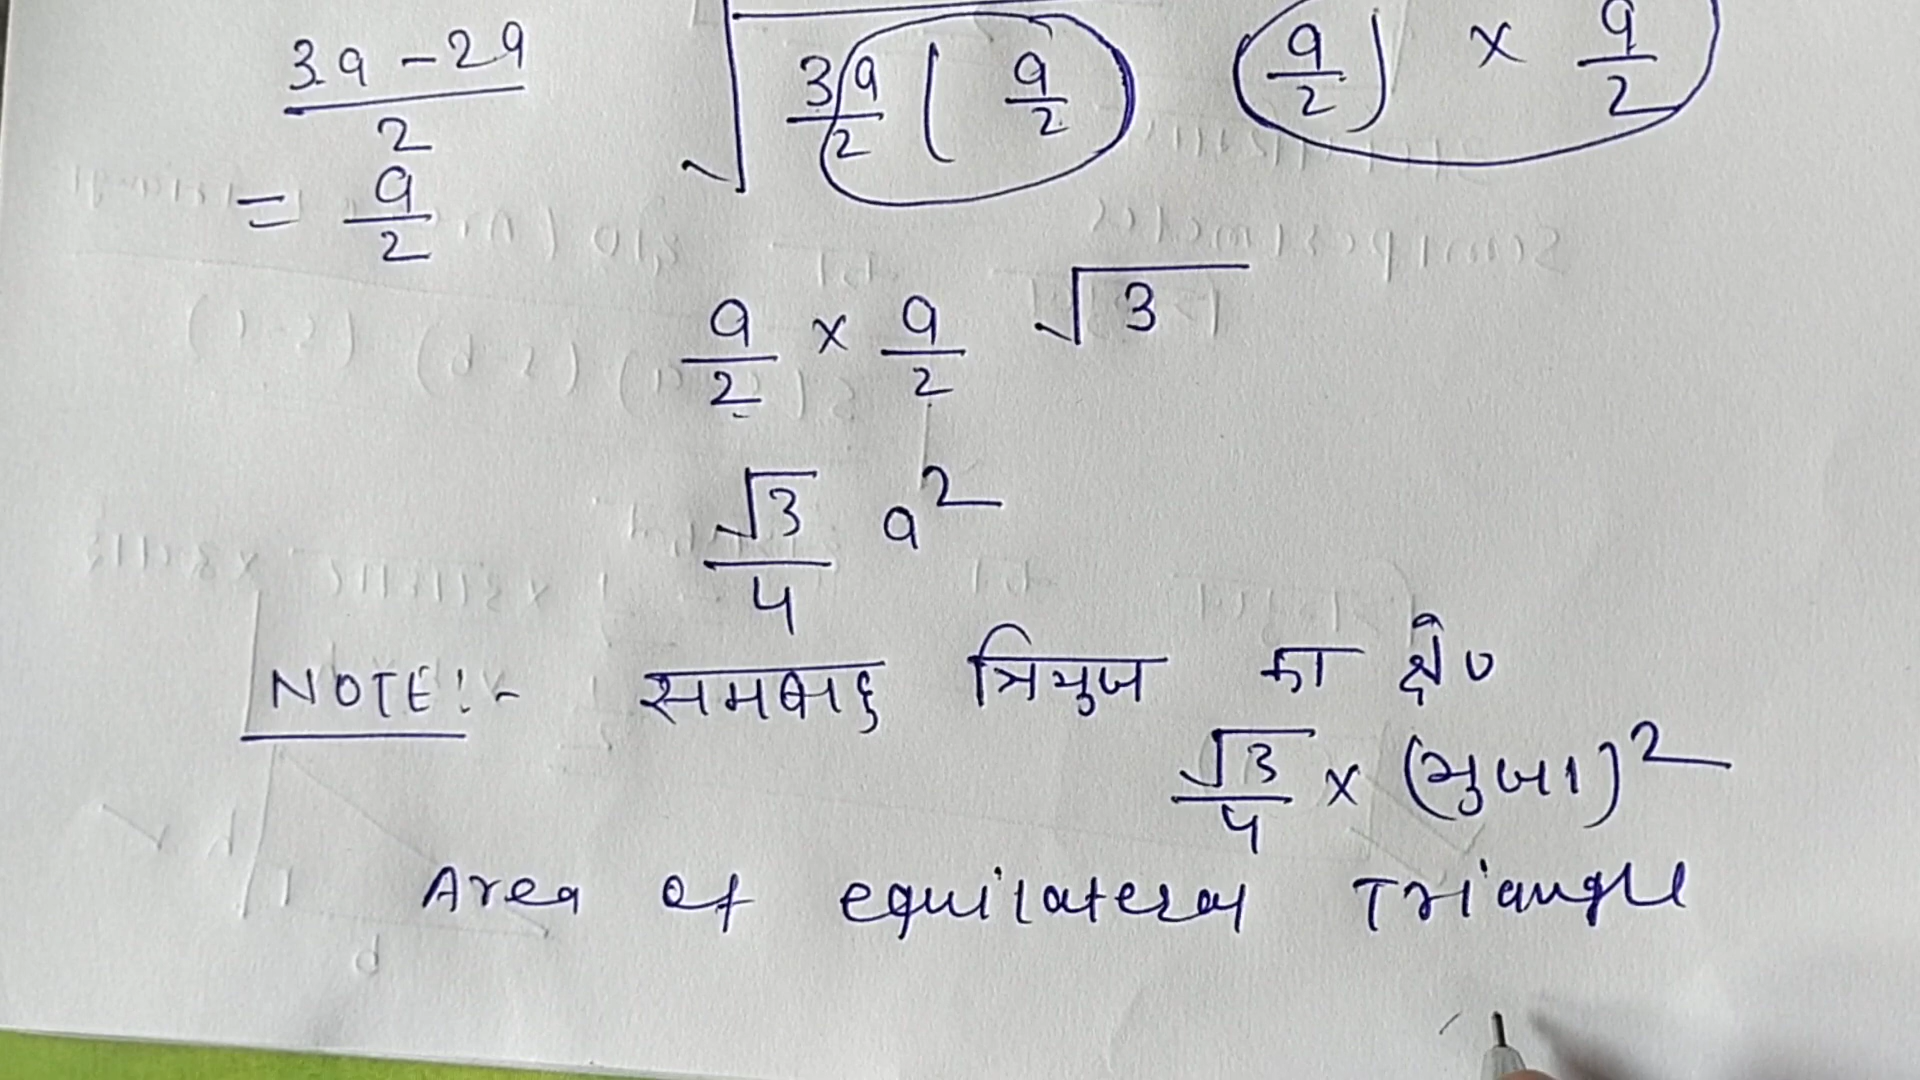 3a - 2a / 2
= a/2
√ 3a/2 ( a/2 a/2 ) × a/2
a/2 × a/2 √3
√3/4 a²
NOTE:- समबाहु त्रिभुज का क्षे०
√3/4 × (भुजा)²
Area of equilateral Triangle